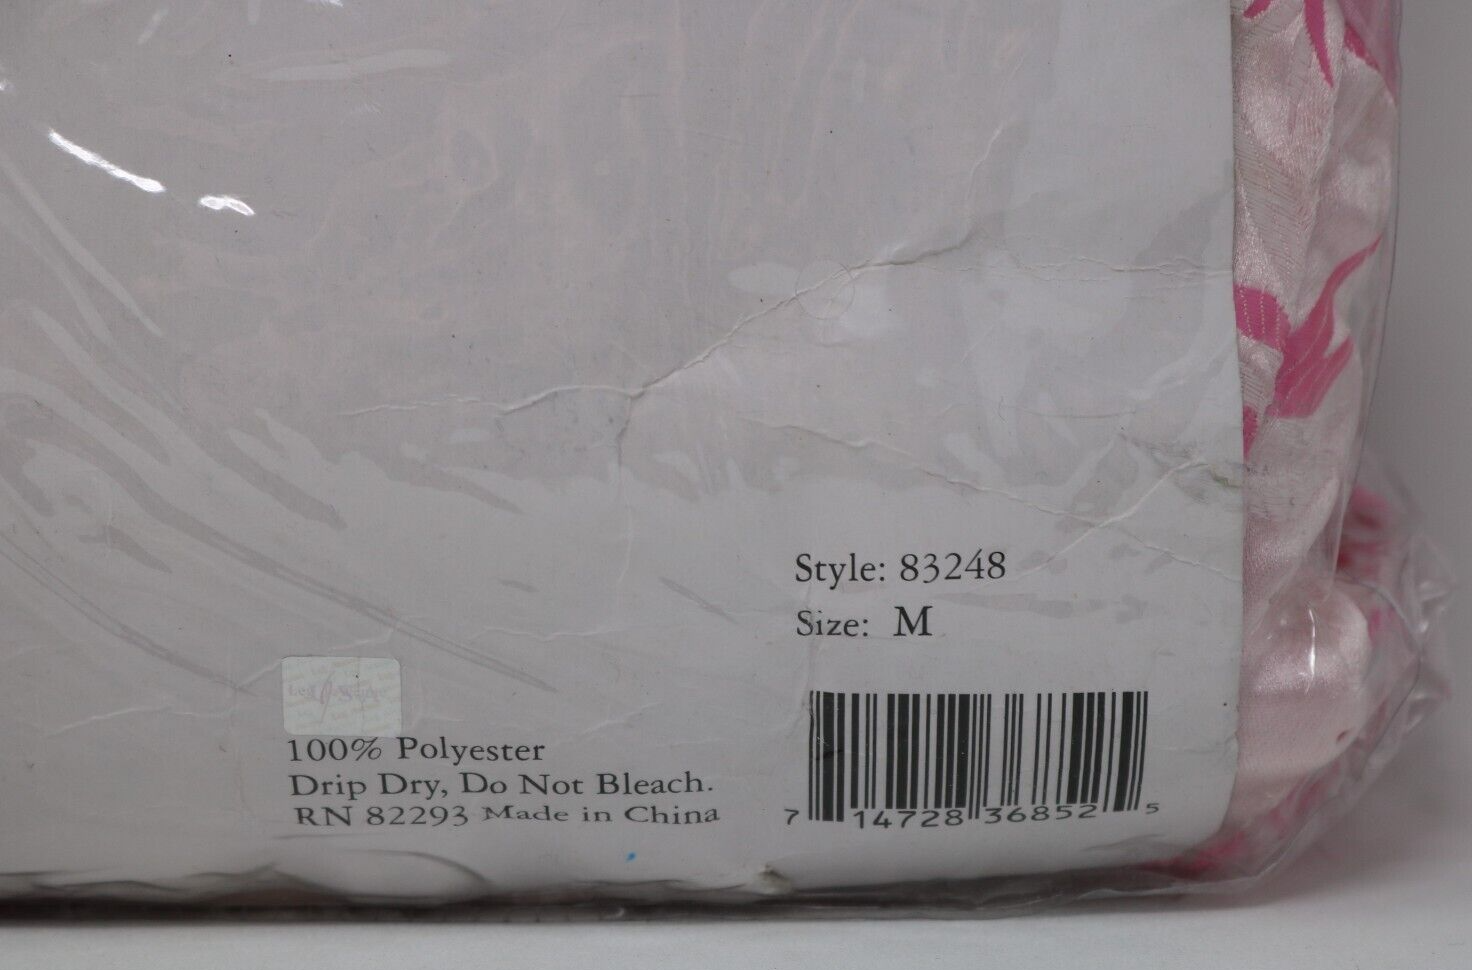 Style: 83248
Size: M
100% Polyester
Drip Dry, Do Not Bleach.
RN 82293 Made in China
7 14728 36852 5